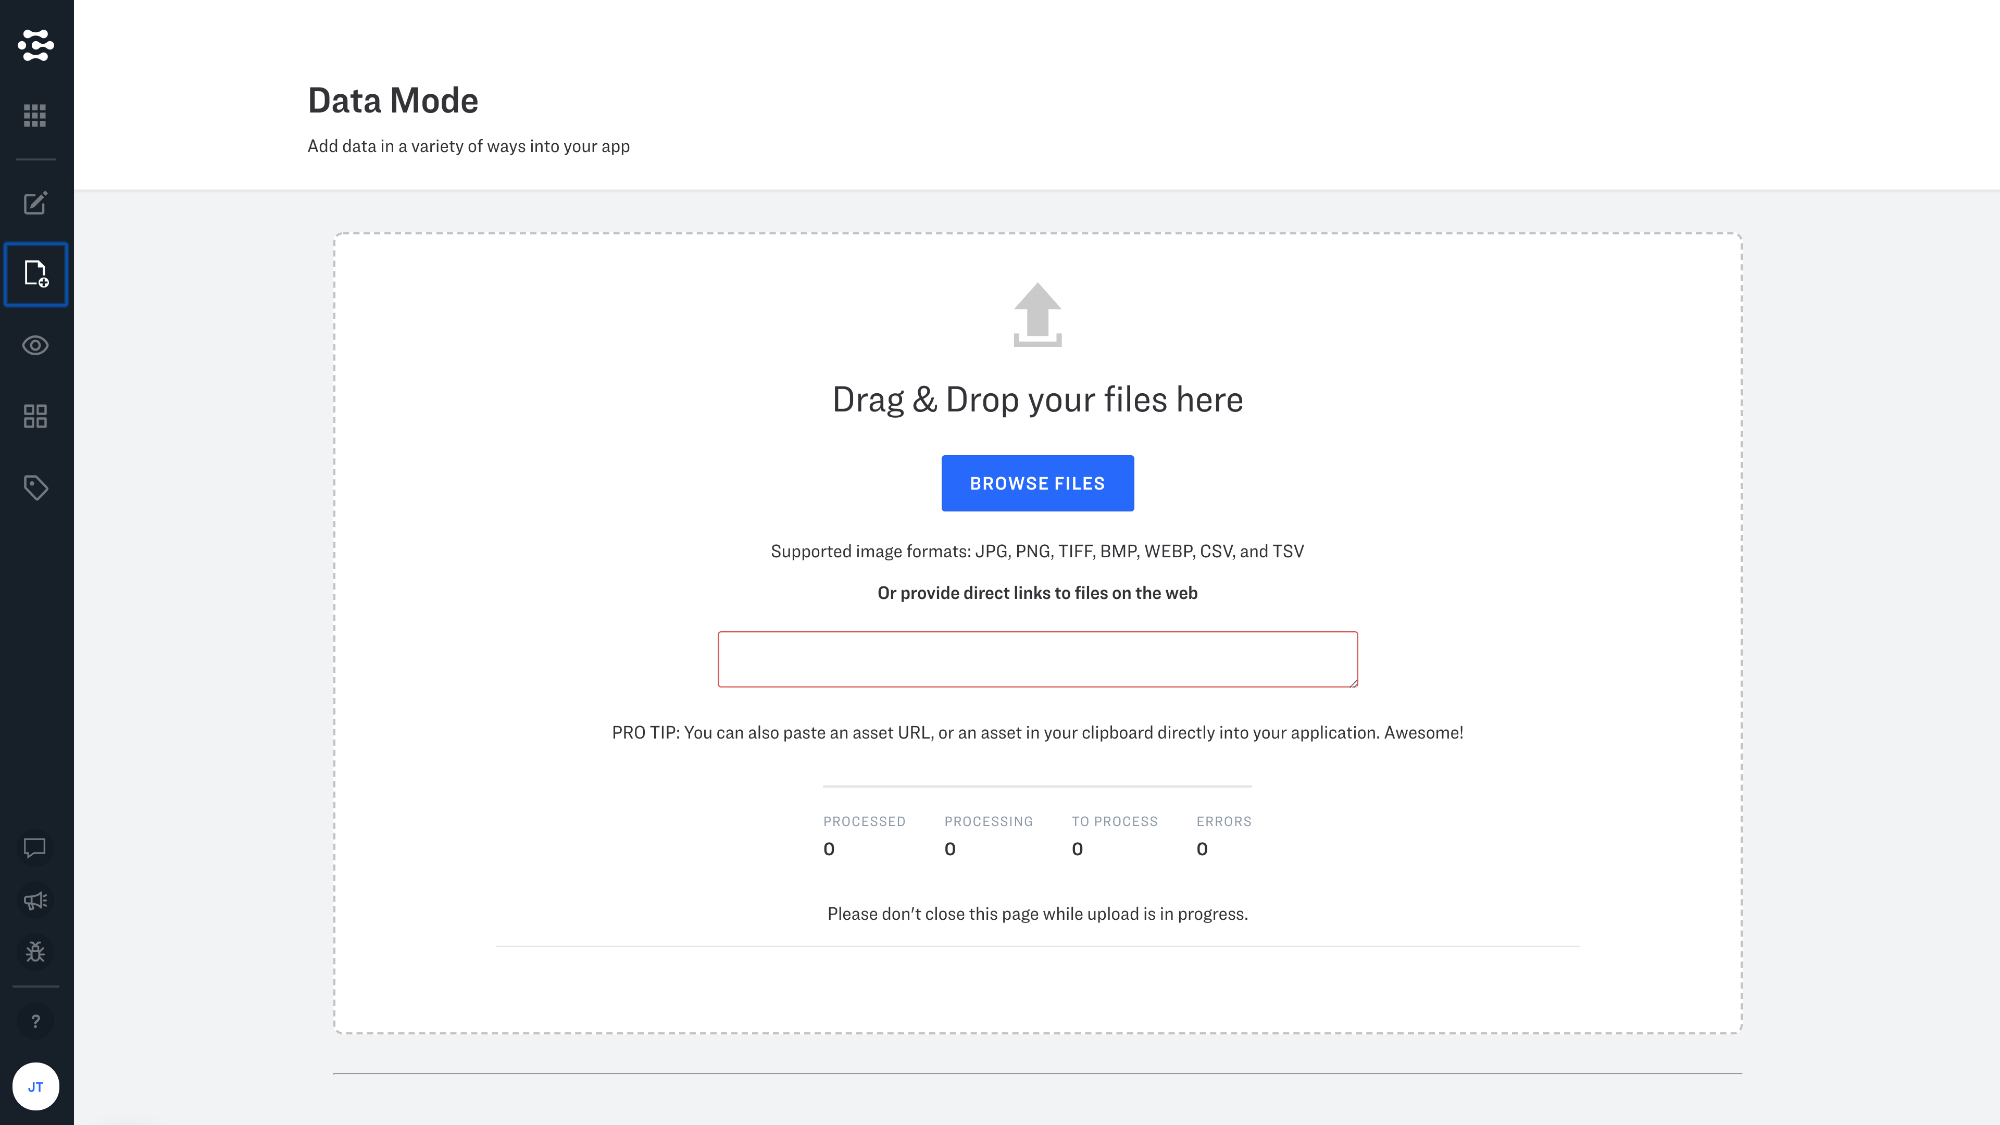 Data Mode
Add data in a variety of ways into your app
Drag & Drop your files here
BROWSE FILES
Supported image formats: JPG, PNG, TIFF, BMP, WEBP, CSV, and TSV
Or provide direct links to files on the web
PRO TIP: You can also paste an asset URL, or an asset in your clipboard directly into your application. Awesome!
PROCESSED PROCESSING TO PROCESS ERRORS
0 0 0 0
Please don't close this page while upload is in progress.
?
JT